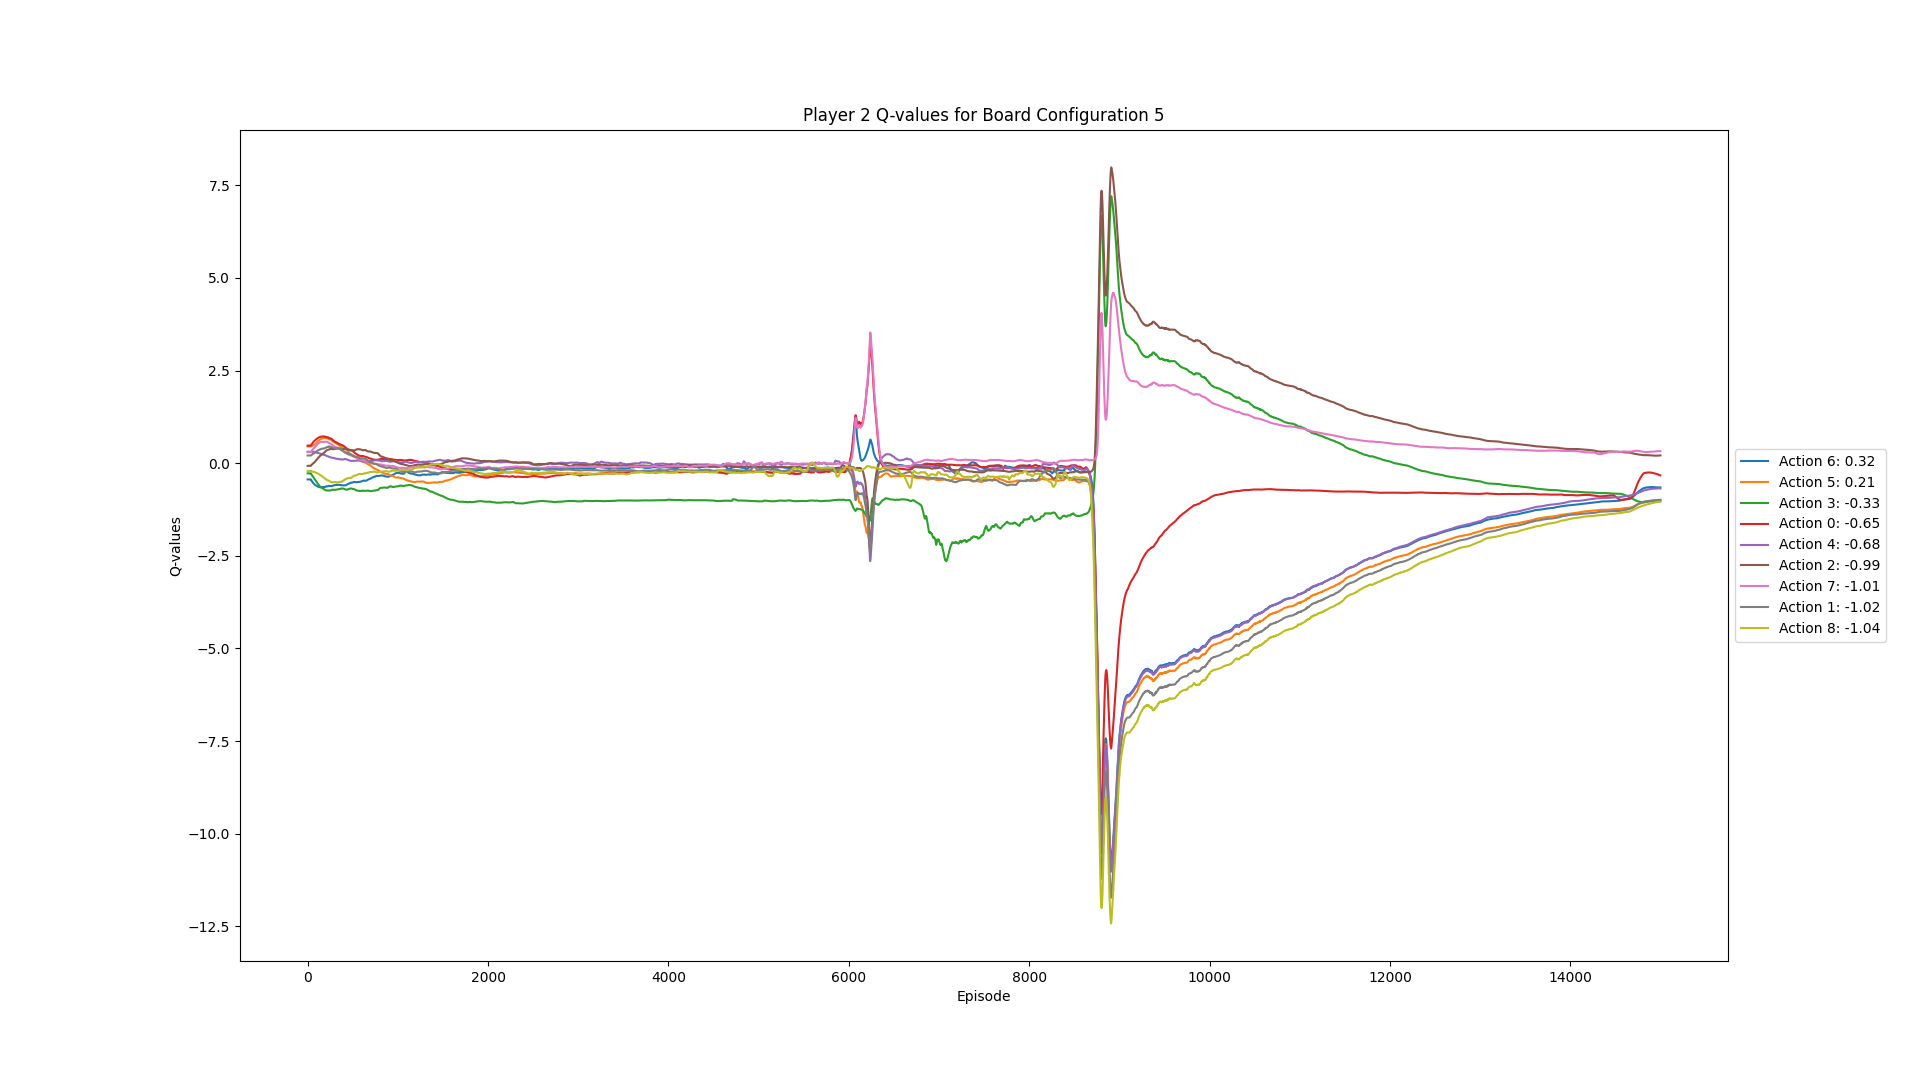 Player 2 Q-values for Board Configuration 5
Q-values
7.5
5.0
2.5
0.0
−2.5
−5.0
−7.5
−10.0
−12.5
0 2000 4000 6000 8000 10000 12000 14000
Episode
Action 6: 0.32
Action 5: 0.21
Action 3: -0.33
Action 0: -0.65
Action 4: -0.68
Action 2: -0.99
Action 7: -1.01
Action 1: -1.02
Action 8: -1.04